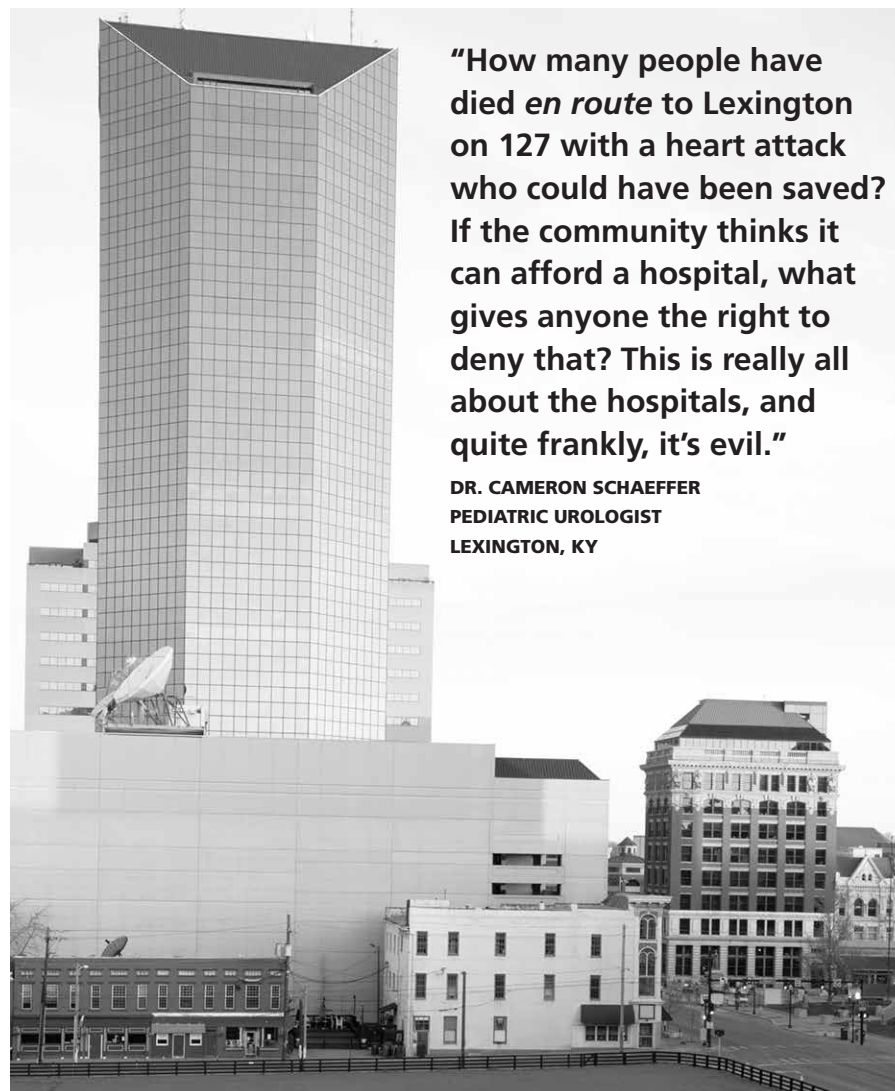 “How many people have
died en route to Lexington
on 127 with a heart attack
who could have been saved?
If the community thinks it
can afford a hospital, what
gives anyone the right to
deny that? This is really all
about the hospitals, and
quite frankly, it’s evil.”
DR. CAMERON SCHAEFFER
PEDIATRIC UROLOGIST
LEXINGTON, KY